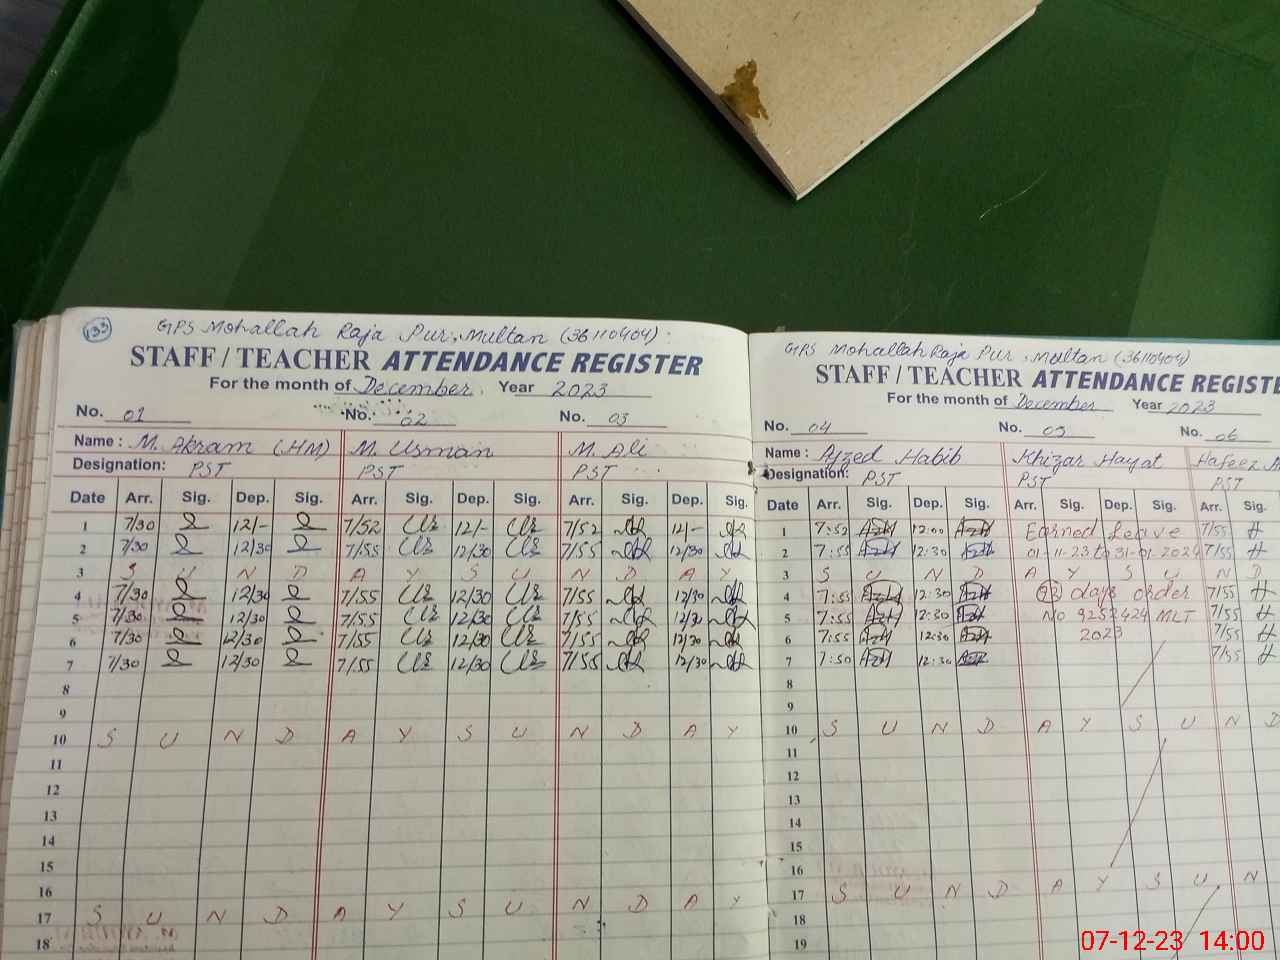 133
GPS Mohallah Raja Pur, Multan (36110404):
STAFF / TEACHER ATTENDANCE REGISTER
For the month of December. Year 2023
No. 01 No. 02 No. 03
Name : M. Akram (HM) M. Usman M. Ali
Designation: PST PST PST
Date Arr. Sig. Dep. Sig. Arr. Sig. Dep. Sig. Arr. Sig. Dep. Sig.
1 7/30 12/- 7/52 12/- 7/52 12/-
2 7/30 12/30 7/55 12/30 7/55 12/30
3 S U N D A Y S U N D A Y
4 7/30 12/30 7/55 12/30 7/55 12/30
5 7/30 12/30 7/55 12/30 7/55 12/30
6 7/30 12/30 7/55 12/30 7/55 12/30
7 7/30 12/30 7/55 12/30 7/55 12/30
8
9
10 S U N D A Y S U N D A Y
11
12
13
14
15
16
17 S U N D A Y S U N D A Y
18
GPS Mohallah Raja Pur, Multan (36110404)
STAFF / TEACHER ATTENDANCE REGISTE
For the month of December Year 2023
No. 04 No. 05 No. 06
Name : Afzed Habib Khizar Hayat Hafeez
Designation: PST PST PST
Date Arr. Sig. Dep. Sig. Arr. Sig. Dep. Sig. Arr. Sig.
1 7:52 12:00 Earned Leave 7/55
2 7:55 12:30 01-11-23 to 31-01-2024 7/55
3 S U N D A Y S U N D
4 7:55 12:30 92 days order 7/55
5 7:55 12:30 No 9252424 MLT 7/55
6 7:55 12:30 2023 7/55
7 7:50 12:30 7/55
8
9
10 S U N D A Y S U N D
11
12
13
14
15
16
17 S U N D A Y S U N
18
19
07-12-23 14:00